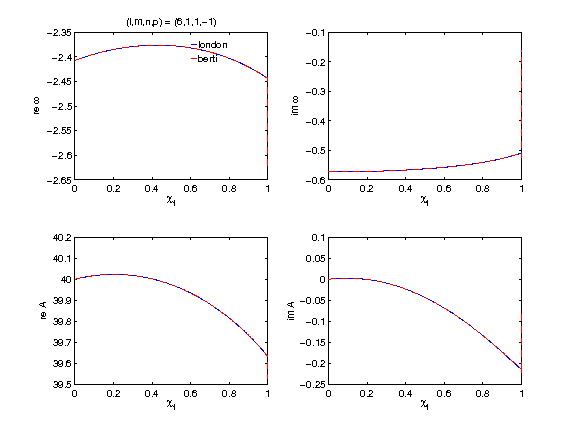 (l,m,n,p) = (6,1,1,−1)
−2.35
−2.4
−2.45
−2.5
−2.55
−2.6
−2.65
re ω
london
berti
0 0.2 0.4 0.6 0.8 1
χf
−0.1
−0.2
−0.3
−0.4
−0.5
−0.6
im ω
0 0.2 0.4 0.6 0.8 1
χf
40.2
40.1
40
39.9
39.8
39.7
39.6
39.5
re A
0 0.2 0.4 0.6 0.8 1
χf
0.1
0.05
0
−0.05
−0.1
−0.15
−0.2
−0.25
im A
0 0.2 0.4 0.6 0.8 1
χf